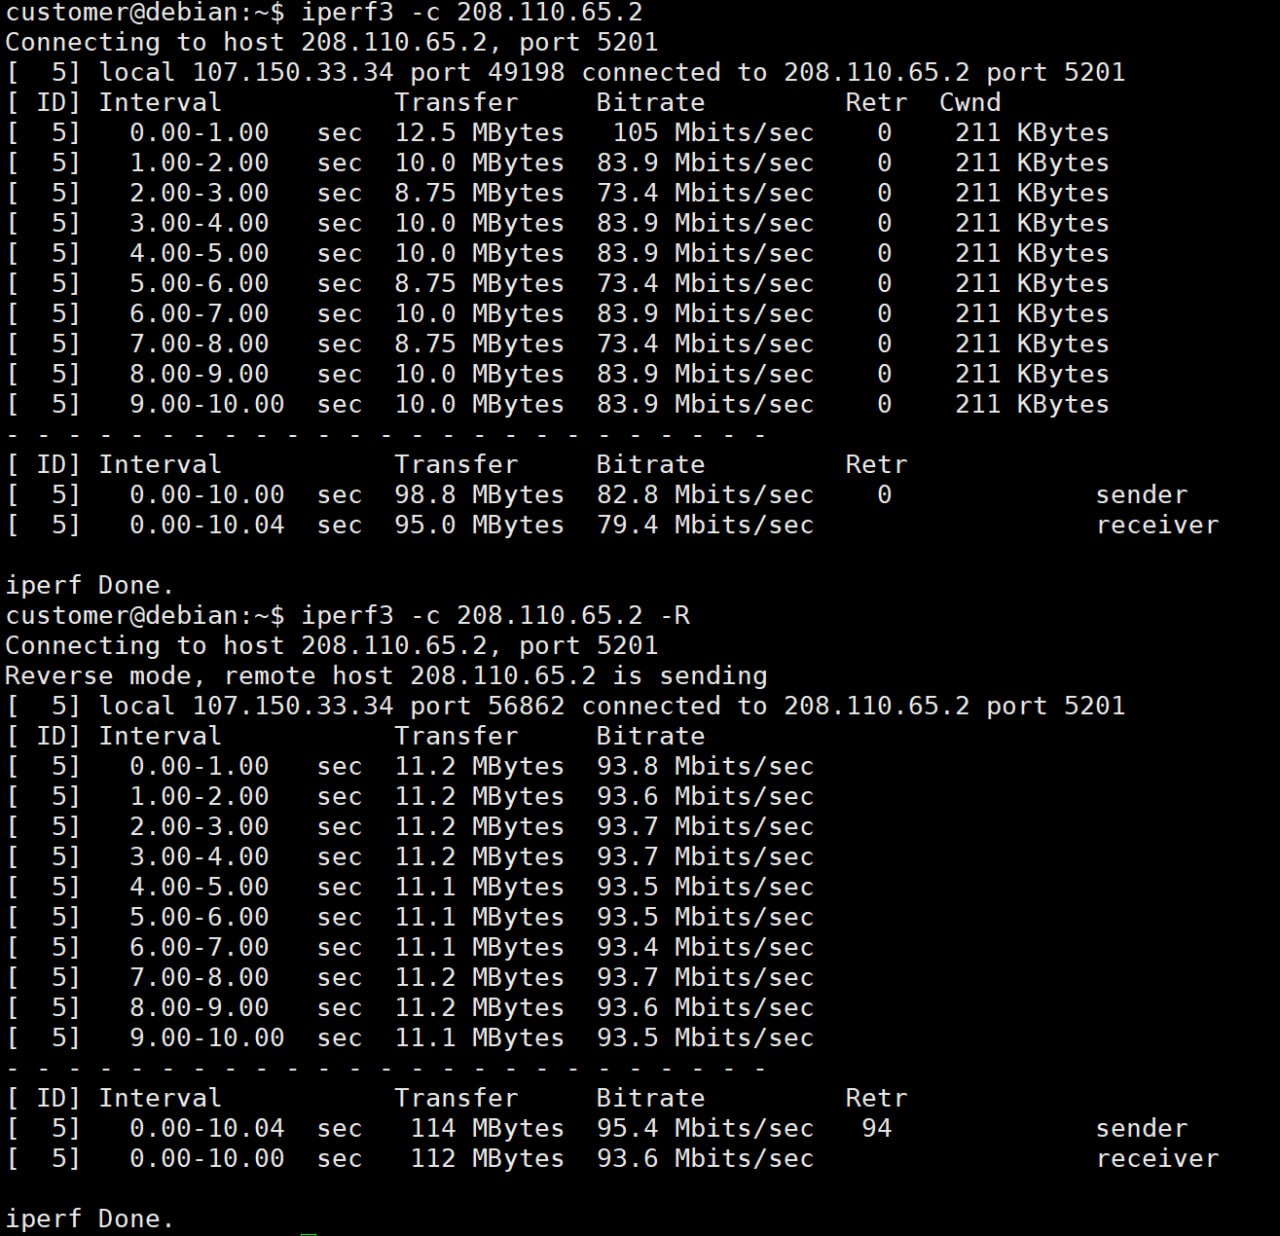 customer@debian:~$ iperf3 -c 208.110.65.2
Connecting to host 208.110.65.2, port 5201
[  5] local 107.150.33.34 port 49198 connected to 208.110.65.2 port 5201
[ ID] Interval           Transfer     Bitrate         Retr  Cwnd
[  5]   0.00-1.00   sec  12.5 MBytes   105 Mbits/sec    0    211 KBytes
[  5]   1.00-2.00   sec  10.0 MBytes  83.9 Mbits/sec    0    211 KBytes
[  5]   2.00-3.00   sec  8.75 MBytes  73.4 Mbits/sec    0    211 KBytes
[  5]   3.00-4.00   sec  10.0 MBytes  83.9 Mbits/sec    0    211 KBytes
[  5]   4.00-5.00   sec  10.0 MBytes  83.9 Mbits/sec    0    211 KBytes
[  5]   5.00-6.00   sec  8.75 MBytes  73.4 Mbits/sec    0    211 KBytes
[  5]   6.00-7.00   sec  10.0 MBytes  83.9 Mbits/sec    0    211 KBytes
[  5]   7.00-8.00   sec  8.75 MBytes  73.4 Mbits/sec    0    211 KBytes
[  5]   8.00-9.00   sec  10.0 MBytes  83.9 Mbits/sec    0    211 KBytes
[  5]   9.00-10.00  sec  10.0 MBytes  83.9 Mbits/sec    0    211 KBytes
- - - - - - - - - - - - - - - - - - - - - - - - -
[ ID] Interval           Transfer     Bitrate         Retr
[  5]   0.00-10.00  sec  98.8 MBytes  82.8 Mbits/sec    0             sender
[  5]   0.00-10.04  sec  95.0 MBytes  79.4 Mbits/sec                  receiver
iperf Done.
customer@debian:~$ iperf3 -c 208.110.65.2 -R
Connecting to host 208.110.65.2, port 5201
Reverse mode, remote host 208.110.65.2 is sending
[  5] local 107.150.33.34 port 56862 connected to 208.110.65.2 port 5201
[ ID] Interval           Transfer     Bitrate
[  5]   0.00-1.00   sec  11.2 MBytes  93.8 Mbits/sec
[  5]   1.00-2.00   sec  11.2 MBytes  93.6 Mbits/sec
[  5]   2.00-3.00   sec  11.2 MBytes  93.7 Mbits/sec
[  5]   3.00-4.00   sec  11.2 MBytes  93.7 Mbits/sec
[  5]   4.00-5.00   sec  11.1 MBytes  93.5 Mbits/sec
[  5]   5.00-6.00   sec  11.1 MBytes  93.5 Mbits/sec
[  5]   6.00-7.00   sec  11.1 MBytes  93.4 Mbits/sec
[  5]   7.00-8.00   sec  11.2 MBytes  93.7 Mbits/sec
[  5]   8.00-9.00   sec  11.2 MBytes  93.6 Mbits/sec
[  5]   9.00-10.00  sec  11.1 MBytes  93.5 Mbits/sec
- - - - - - - - - - - - - - - - - - - - - - - - -
[ ID] Interval           Transfer     Bitrate         Retr
[  5]   0.00-10.04  sec   114 MBytes  95.4 Mbits/sec   94             sender
[  5]   0.00-10.00  sec   112 MBytes  93.6 Mbits/sec                  receiver
iperf Done.